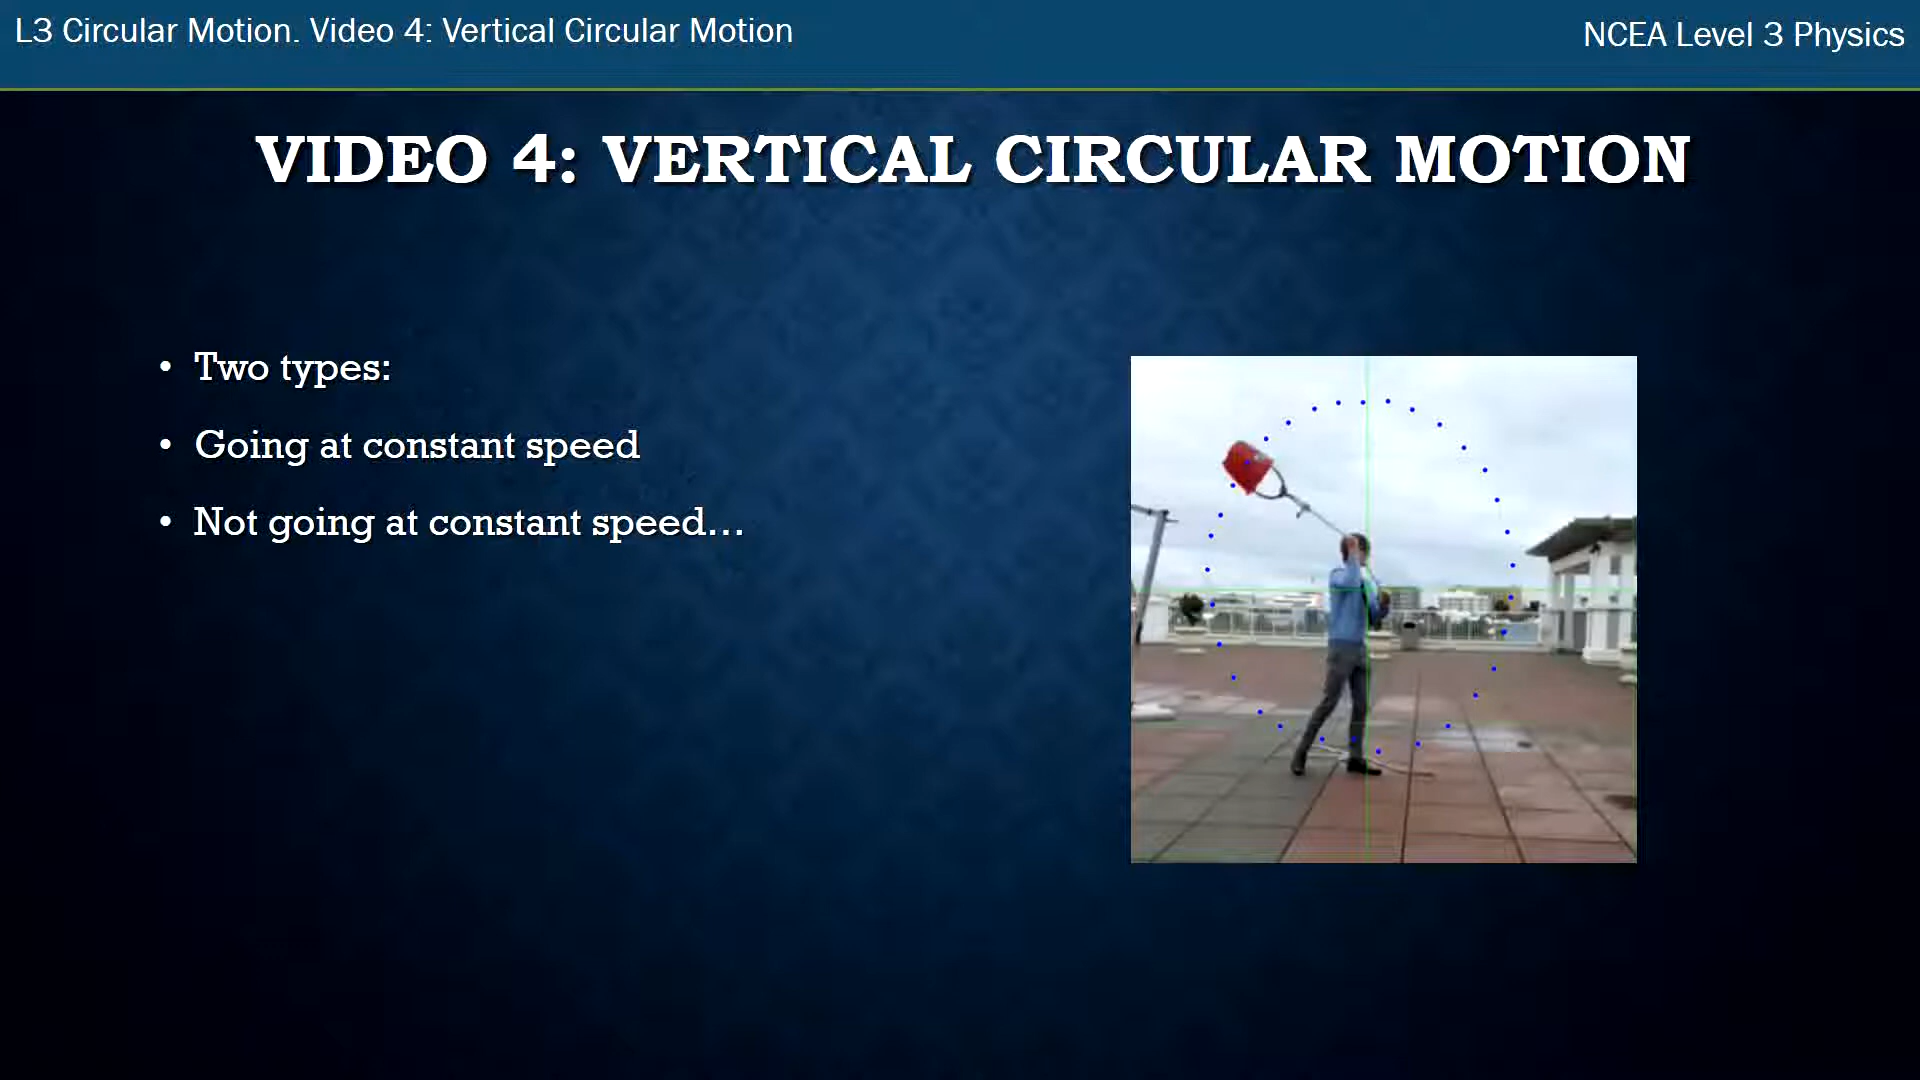 L3 Circular Motion. Video 4: Vertical Circular Motion
NCEA Level 3 Physics
VIDEO 4: VERTICAL CIRCULAR MOTION
• Two types:
• Going at constant speed
• Not going at constant speed...